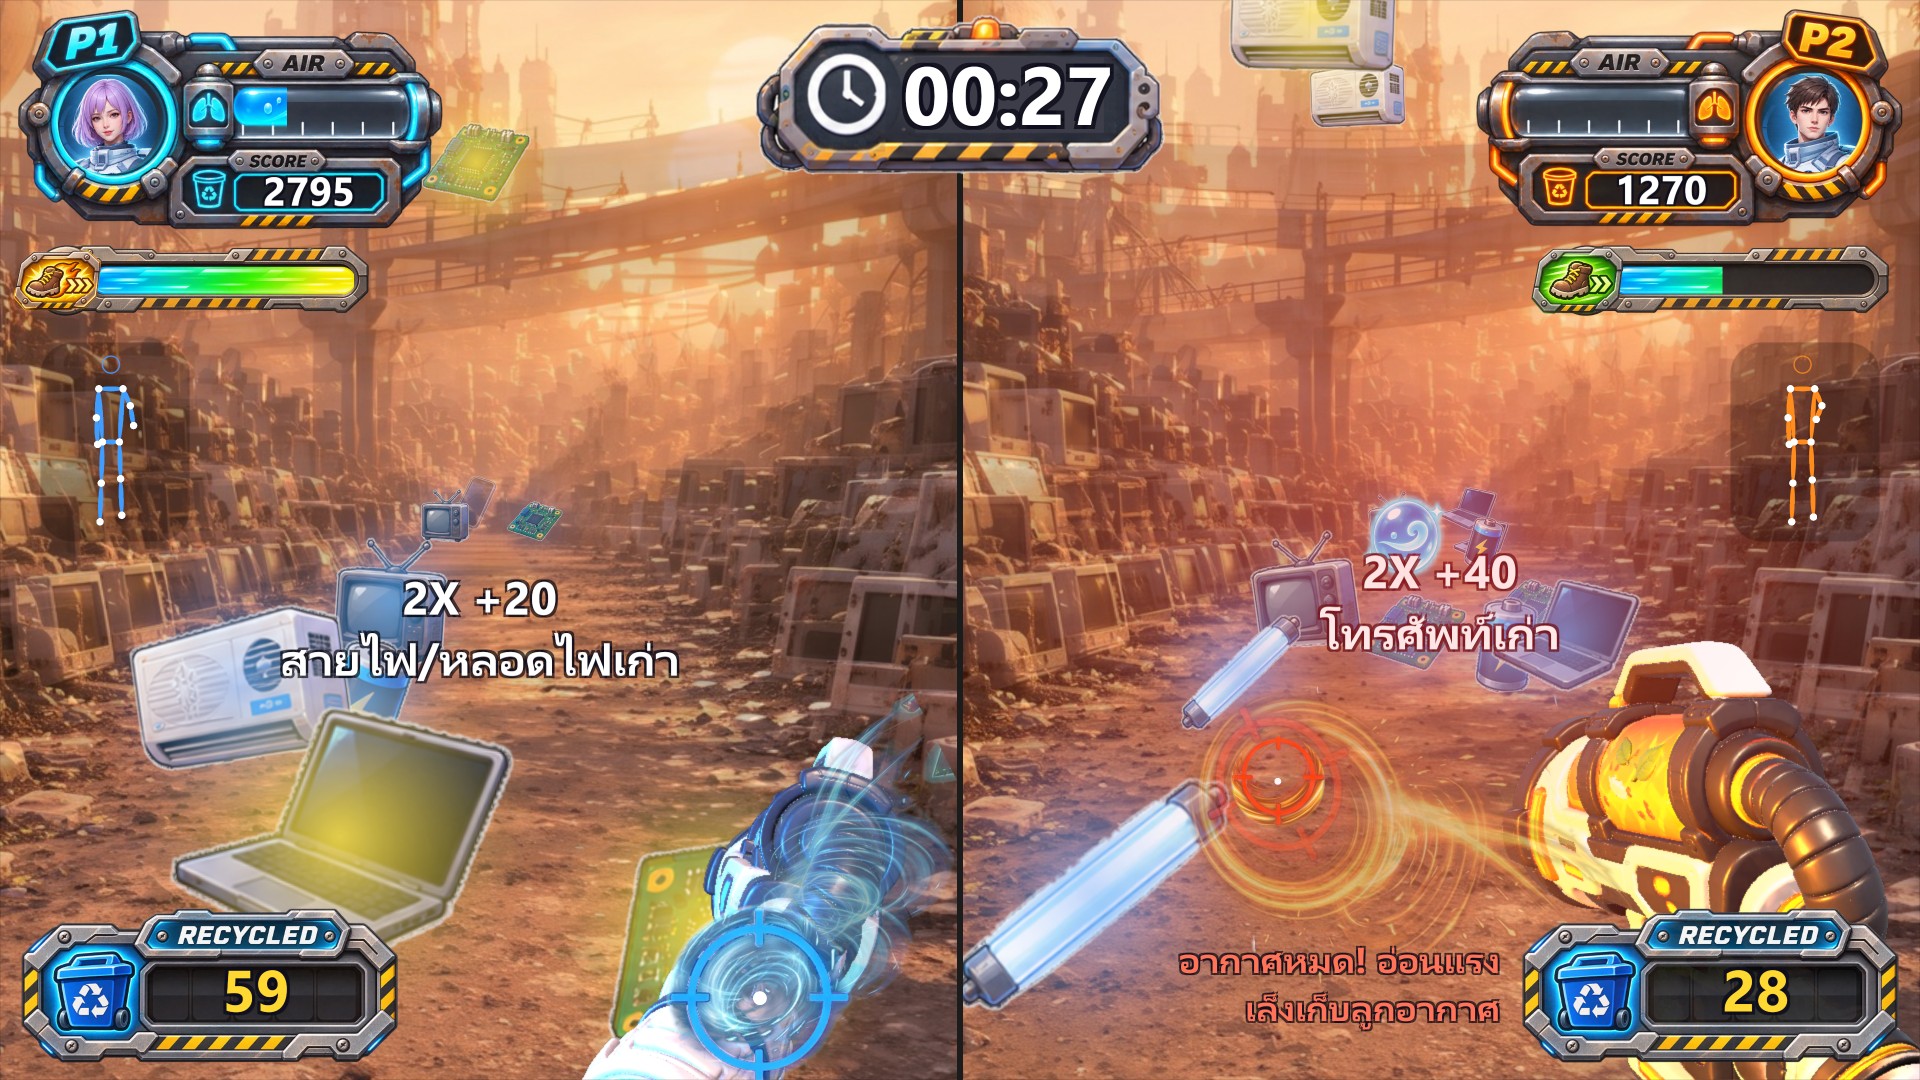 P1
AIR
SCORE
2795
00:27
P2
AIR
SCORE
1270
2X +20
สายไฟ/หลอดไฟเก่า
2X +40
โทรศัพท์เก่า
อากาศหมด! อ่อนแรง
เล็งเก็บลูกอากาศ
RECYCLED
59
RECYCLED
28